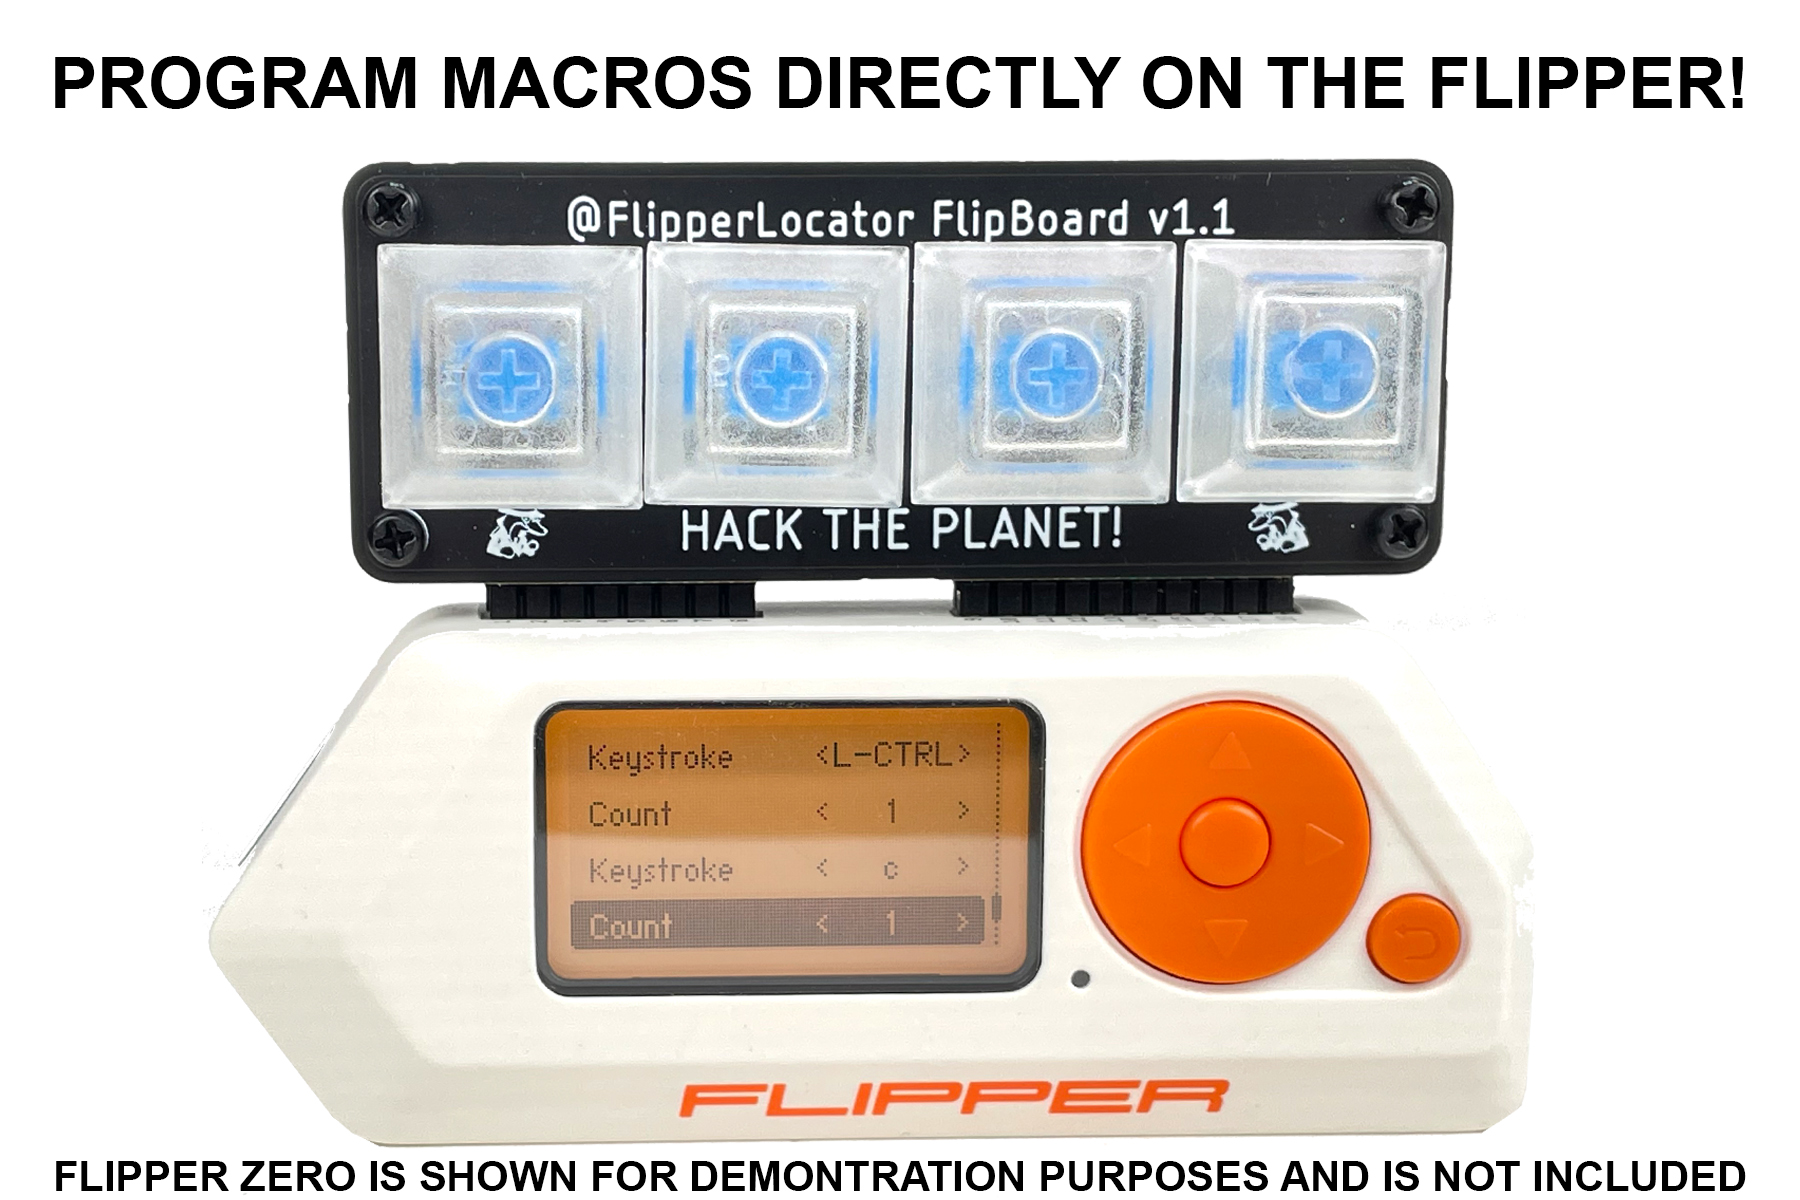 PROGRAM MACROS DIRECTLY ON THE FLIPPER!
@FlipperLocator FlipBoard v1.1
HACK THE PLANET!
Keystroke <L-CTRL>
Count < 1 >
Keystroke < c >
Count < 1 >
FLIPPER
FLIPPER ZERO IS SHOWN FOR DEMONTRATION PURPOSES AND IS NOT INCLUDED